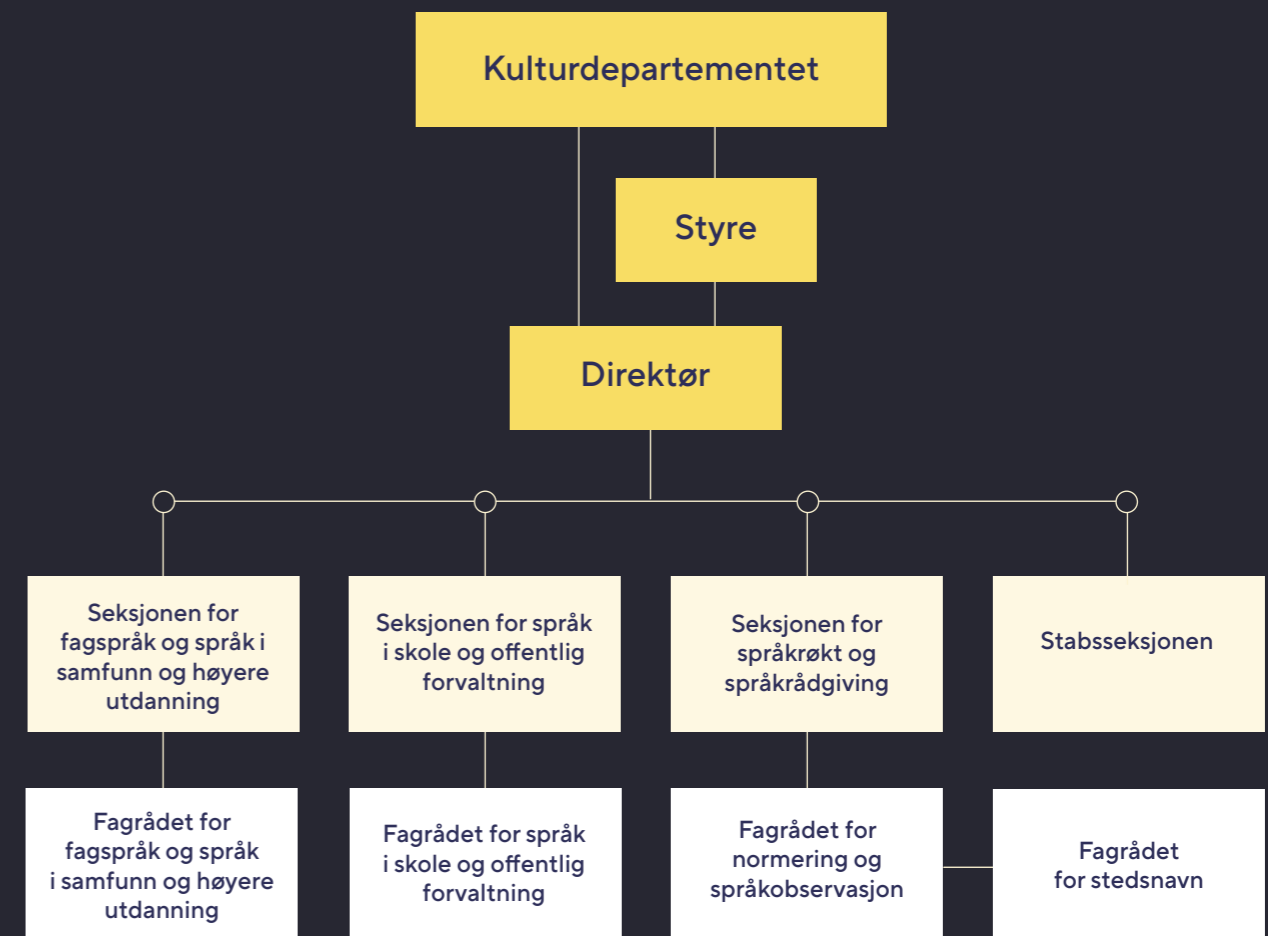 Kulturdepartementet
Styre
Direktør
Seksjonen for
fagspråk og språk i
samfunn og høyere
utdanning
Seksjonen for språk
i skole og offentlig
forvaltning
Seksjonen for
språkrøkt og
språkrådgiving
Stabsseksjonen
Fagrådet for
fagspråk og språk
i samfunn og høyere
utdanning
Fagrådet for språk
i skole og offentlig
forvaltning
Fagrådet for
normering og
språkobservasjon
Fagrådet
for stedsnavn